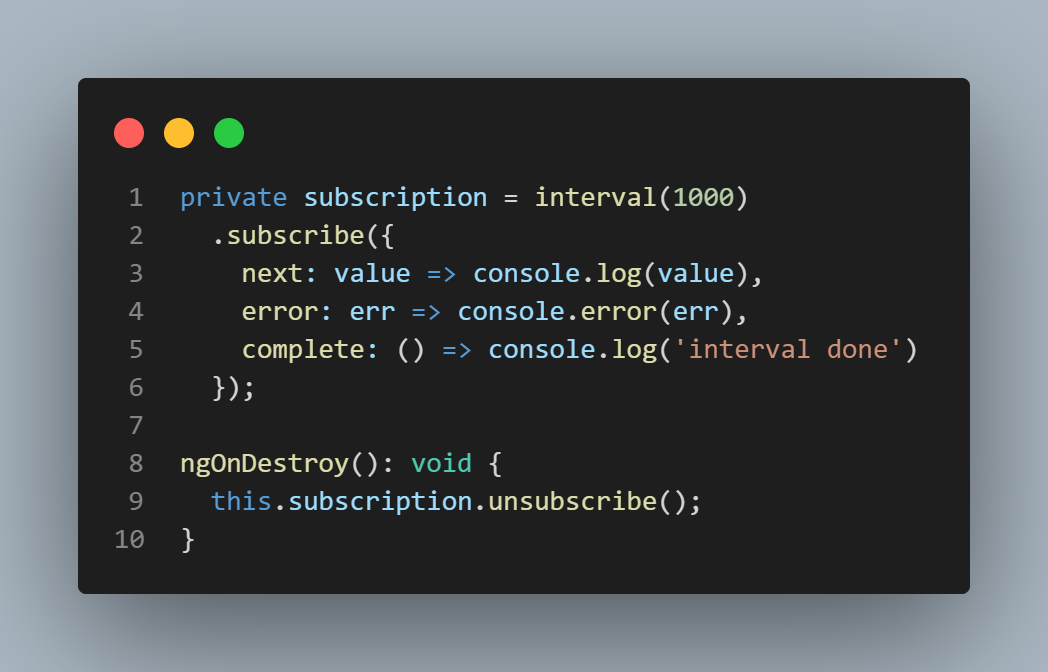 1 private subscription = interval(1000)
2   .subscribe({
3     next: value => console.log(value),
4     error: err => console.error(err),
5     complete: () => console.log('interval done')
6   });
7
8 ngOnDestroy(): void {
9   this.subscription.unsubscribe();
10 }